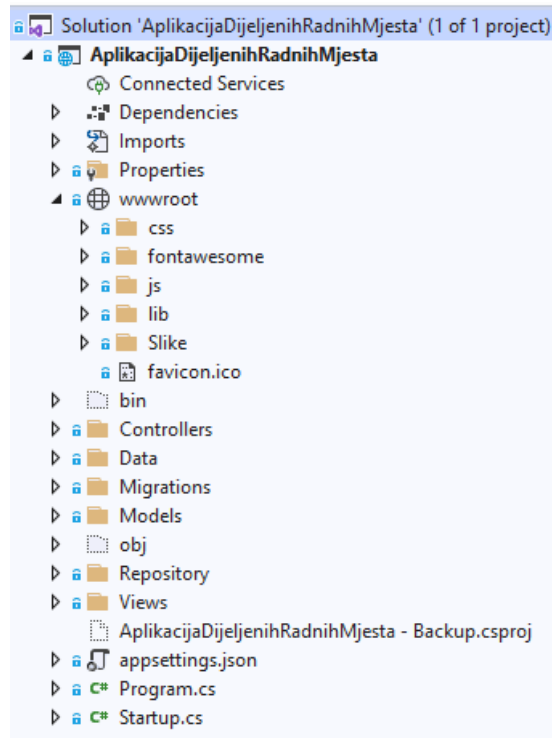 Solution 'AplikacijaDijeljenihRadnihMjesta' (1 of 1 project)
AplikacijaDijeljenihRadnihMjesta
Connected Services
Dependencies
Imports
Properties
wwwroot
css
fontawesome
js
lib
Slike
favicon.ico
bin
Controllers
Data
Migrations
Models
obj
Repository
Views
AplikacijaDijeljenihRadnihMjesta - Backup.csproj
appsettings.json
C# Program.cs
C# Startup.cs